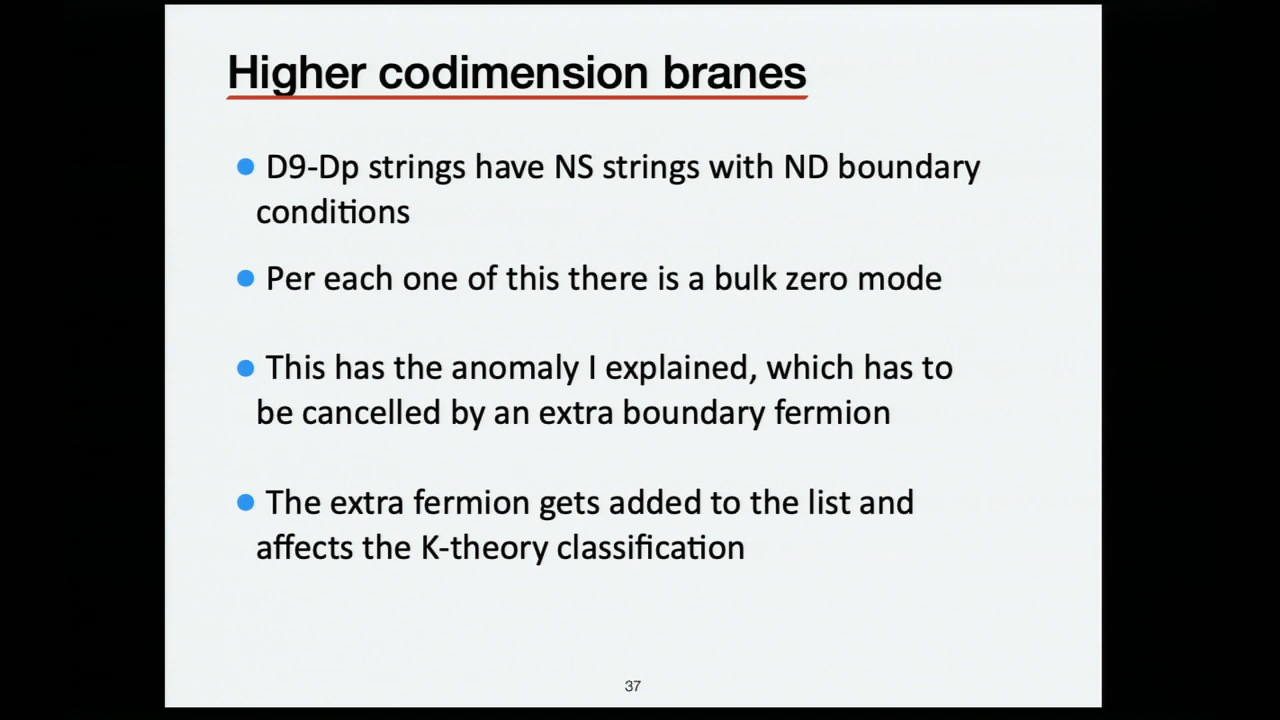 Higher codimension branes
D9-Dp strings have NS strings with ND boundary
conditions
Per each one of this there is a bulk zero mode
This has the anomaly I explained, which has to
be cancelled by an extra boundary fermion
The extra fermion gets added to the list and
affects the K-theory classification
37